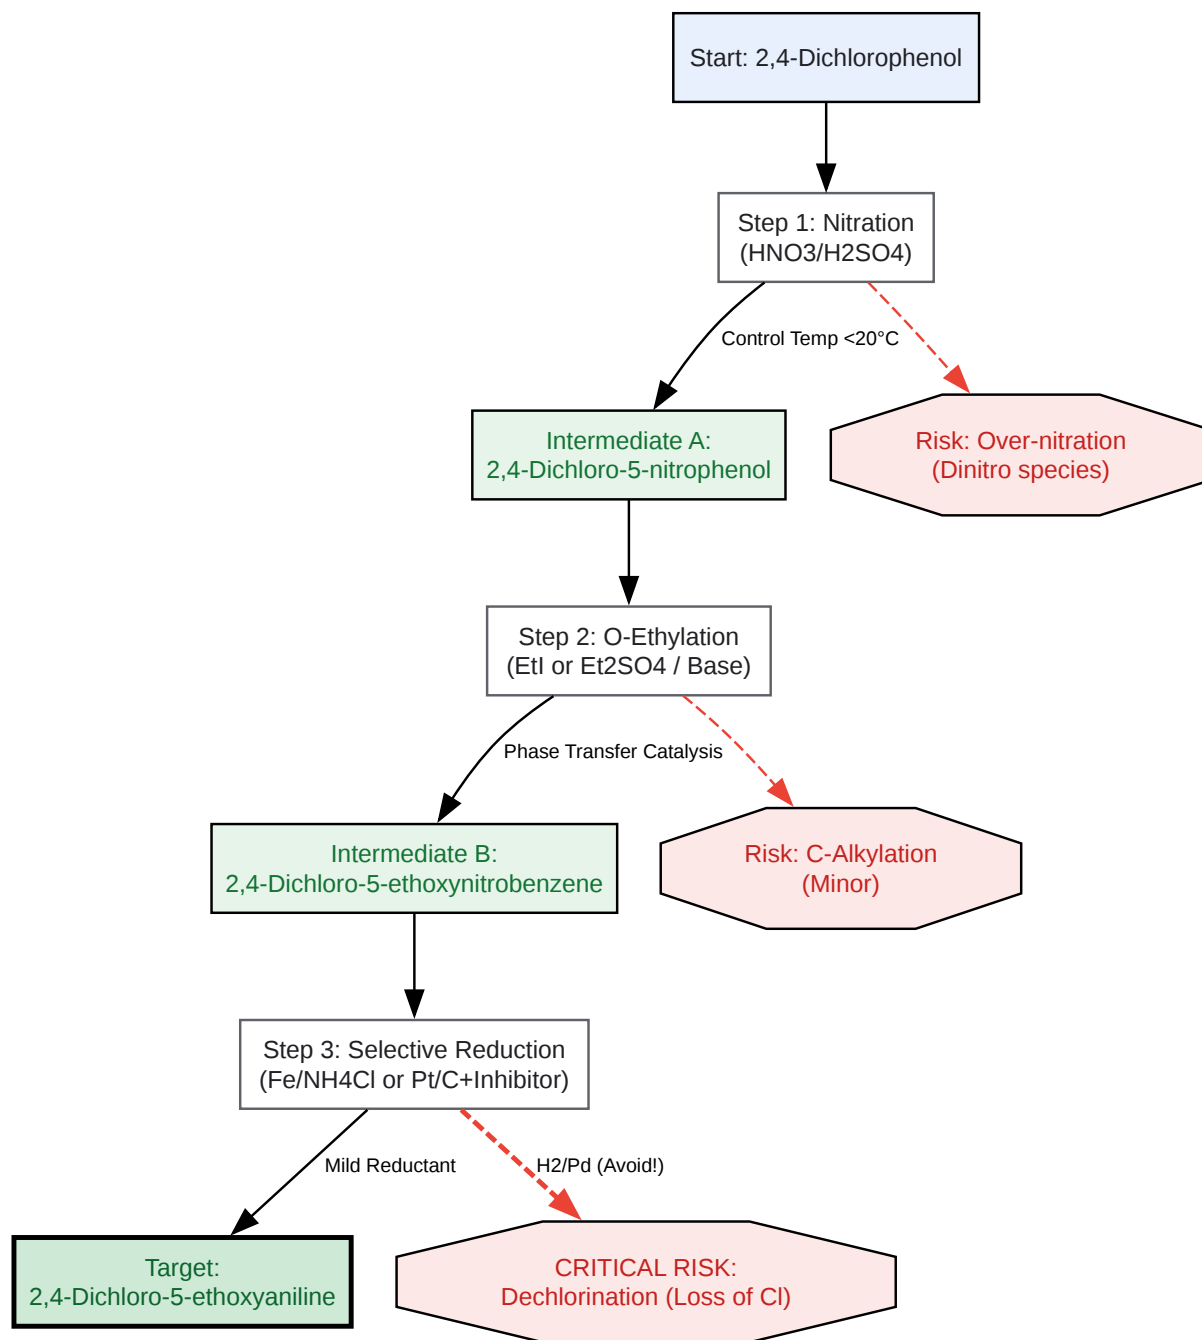 Start: 2,4-Dichlorophenol
Step 1: Nitration
(HNO3/H2SO4)
Control Temp <20°C
Intermediate A:
2,4-Dichloro-5-nitrophenol
Risk: Over-nitration
(Dinitro species)
Step 2: O-Ethylation
(EtI or Et2SO4 / Base)
Phase Transfer Catalysis
Intermediate B:
2,4-Dichloro-5-ethoxynitrobenzene
Risk: C-Alkylation
(Minor)
Step 3: Selective Reduction
(Fe/NH4Cl or Pt/C+Inhibitor)
Mild Reductant
H2/Pd (Avoid!)
Target:
2,4-Dichloro-5-ethoxyaniline
CRITICAL RISK:
Dechlorination (Loss of Cl)